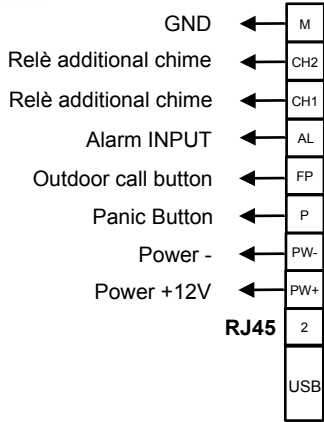 GND M
Relè additional chime CH2
Relè additional chime CH1
Alarm INPUT AL
Outdoor call button FP
Panic Button P
Power - PW-
Power +12V PW+
RJ45 2
USB